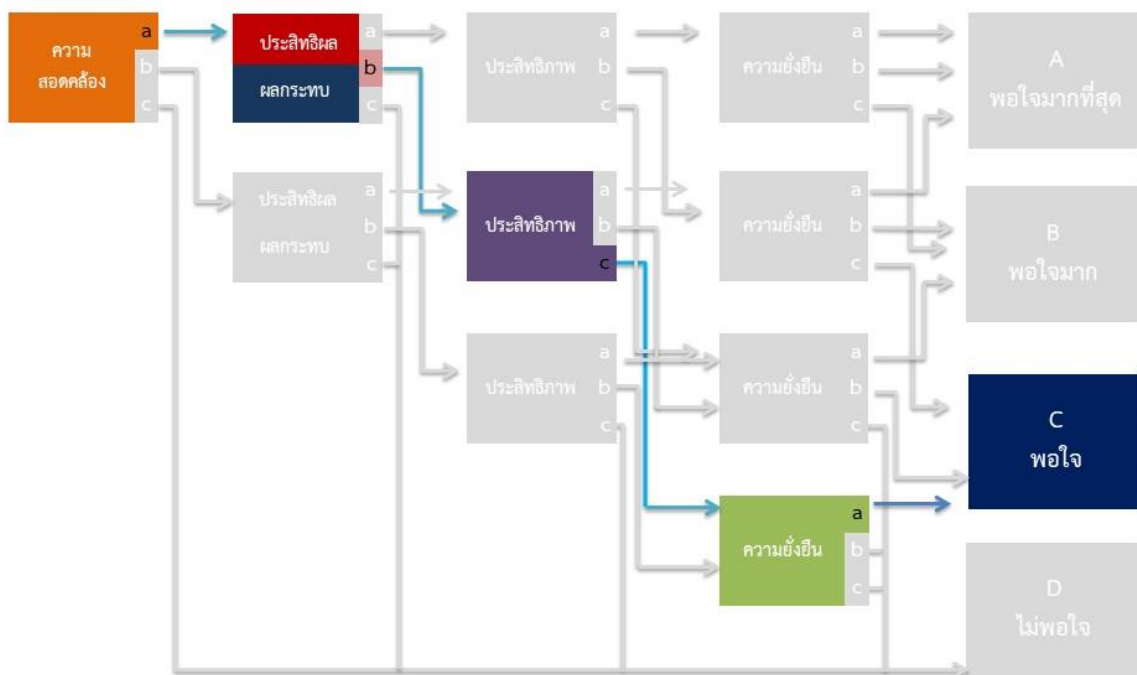 ความ
สอดคล้อง
a
b
c
ประสิทธิผล
ผลกระทบ
a
b
c
ประสิทธิภาพ
a
b
c
ความยั่งยืน
a
b
c
A
พอใจมากที่สุด
ประสิทธิผล
ผลกระทบ
a
b
c
ประสิทธิภาพ
a
b
c
ความยั่งยืน
a
b
c
B
พอใจมาก
ประสิทธิภาพ
a
b
c
ความยั่งยืน
a
b
c
C
พอใจ
ความยั่งยืน
a
b
c
D
ไม่พอใจ